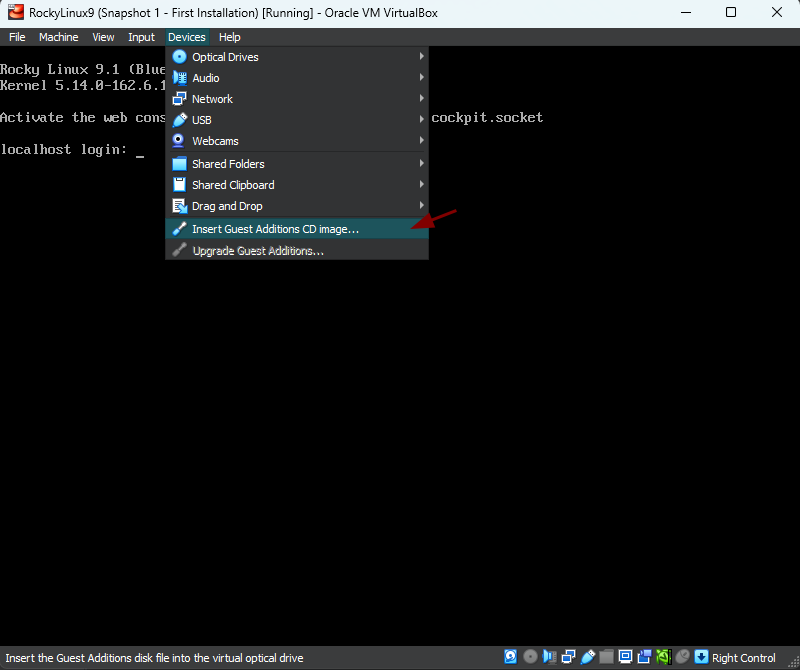 RockyLinux9 (Snapshot 1 - First Installation) [Running] - Oracle VM VirtualBox
File Machine View Input Devices Help
Rocky Linux 9.1 (Blue
Kernel 5.14.0-162.6.1
Activate the web cons
cockpit.socket
localhost login: _
Optical Drives
Audio
Network
USB
Webcams
Shared Folders
Shared Clipboard
Drag and Drop
Insert Guest Additions CD image...
Upgrade Guest Additions...
Insert the Guest Additions disk file into the virtual optical drive
Right Control